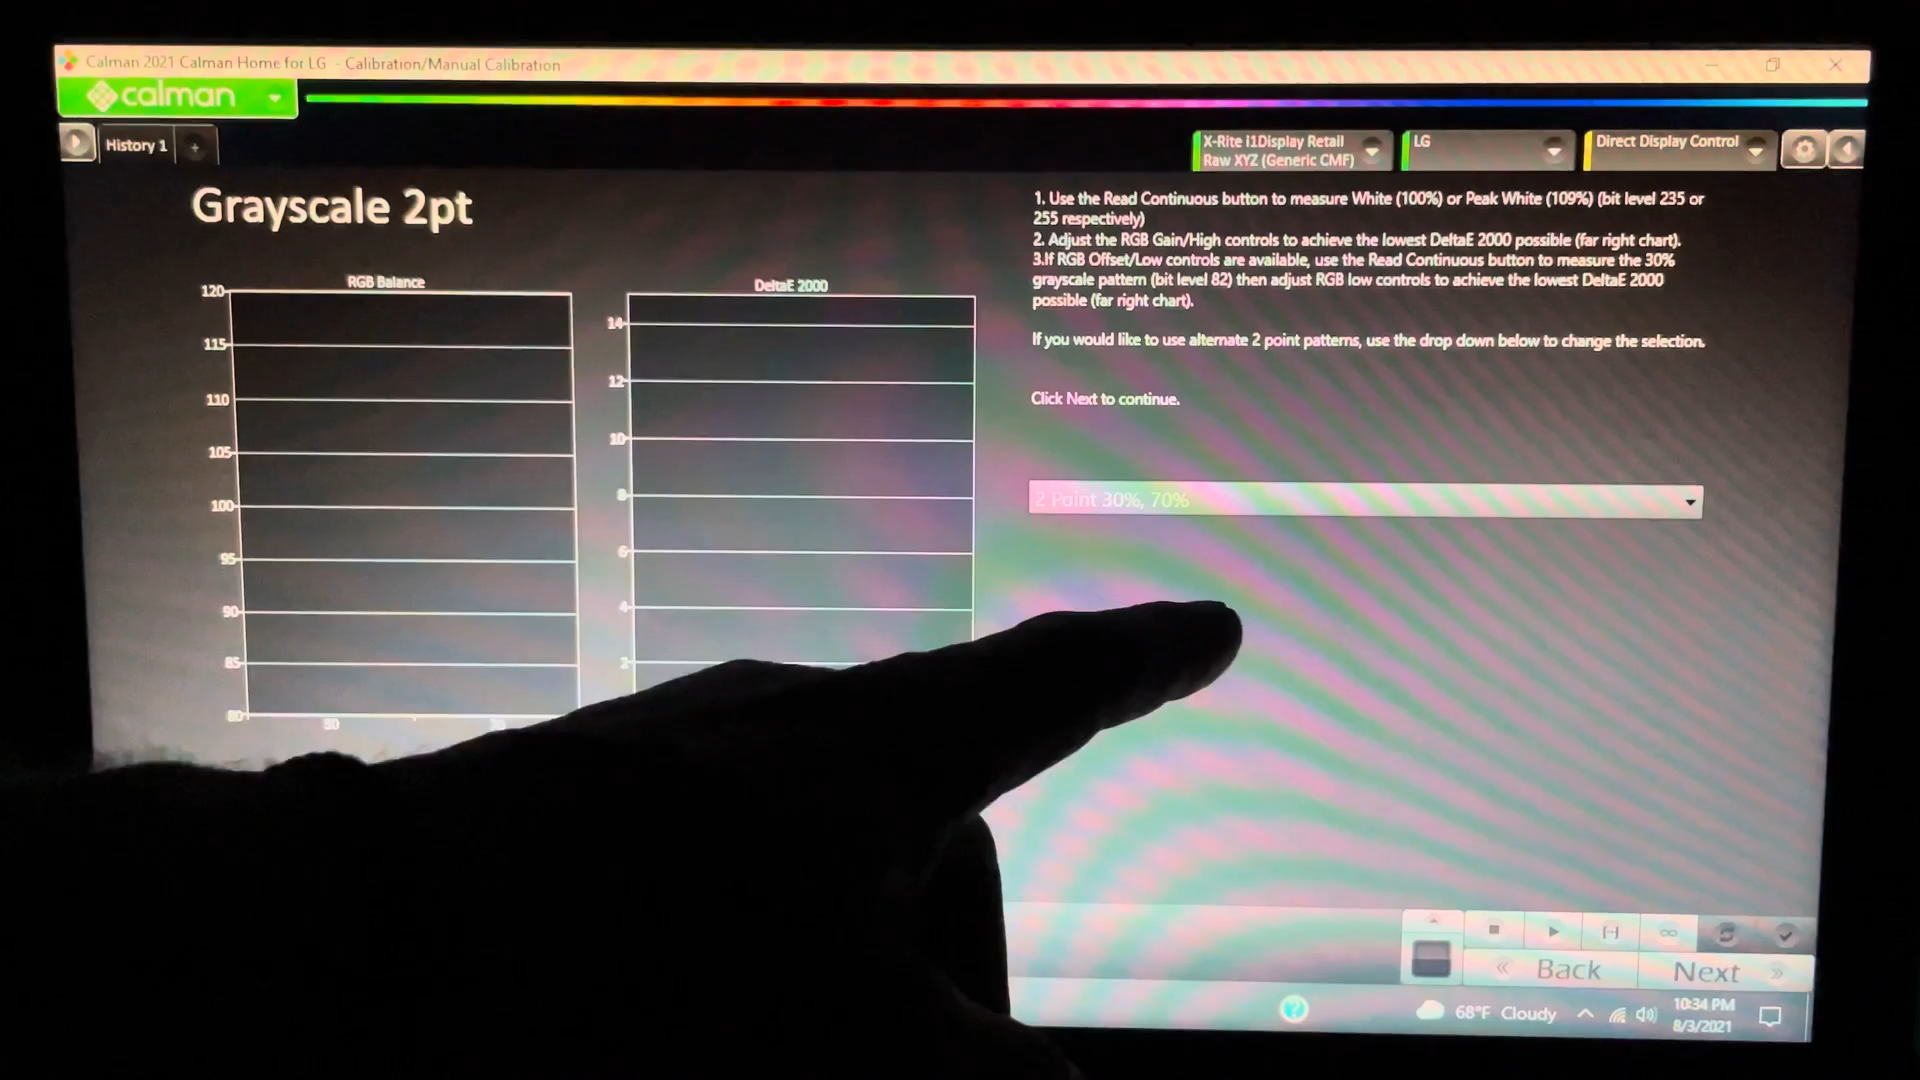 Calman 2021 Calman Home for LG - Calibration/Manual Calibration
calman
History 1
+
X-Rite i1Display Retail
Raw XYZ (Generic CMF)
LG
Direct Display Control
Grayscale 2pt
1. Use the Read Continuous button to measure White (100%) or Peak White (109%) (bit level 235 or
255 respectively)
2. Adjust the RGB Gain/High controls to achieve the lowest DeltaE 2000 possible (far right chart).
3.If RGB Offset/Low controls are available, use the Read Continuous button to measure the 30%
grayscale pattern (bit level 82) then adjust RGB low controls to achieve the lowest DeltaE 2000
possible (far right chart).
If you would like to use alternate 2 point patterns, use the drop down below to change the selection.
Click Next to continue.
2 Point 30%, 70%
RGB Balance
120
115
110
105
100
95
90
85
80
30
70
DeltaE 2000
14
12
10
8
6
4
2
Back
Next
68°F Cloudy
10:34 PM
8/3/2021